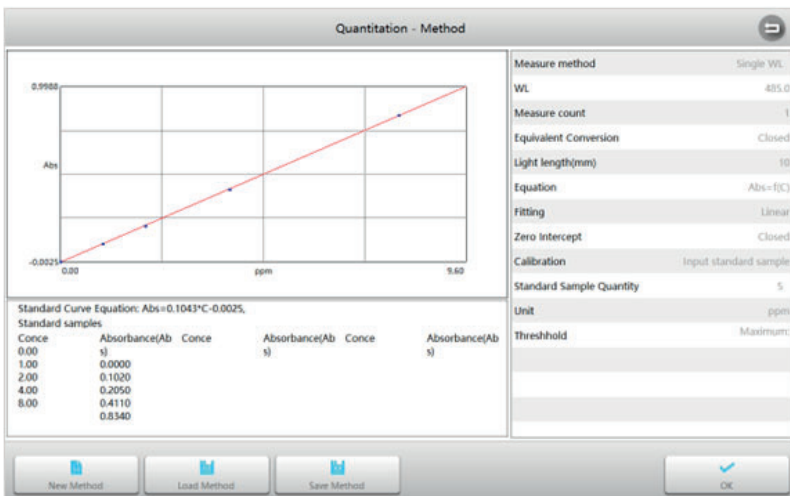 Quantitation - Method
0.9988
Abs
-0.0025
0.00
ppm
9.60
Standard Curve Equation: Abs=0.1043*C-0.0025,
Standard samples
Conce Absorbance(Ab Conce Absorbance(Ab Conce Absorbance(Ab
0.00 s) s) s)
1.00 0.0000
2.00 0.1020
4.00 0.2050
8.00 0.4110
0.8340
Measure method Single WL
WL 485.0
Measure count 1
Equivalent Conversion Closed
Light length(mm) 10
Equation Abs=f(C)
Fitting Linear
Zero Intercept Closed
Calibration Input standard sample
Standard Sample Quantity 5
Unit ppm
Threshhold Maximum:
New Method Load Method Save Method OK